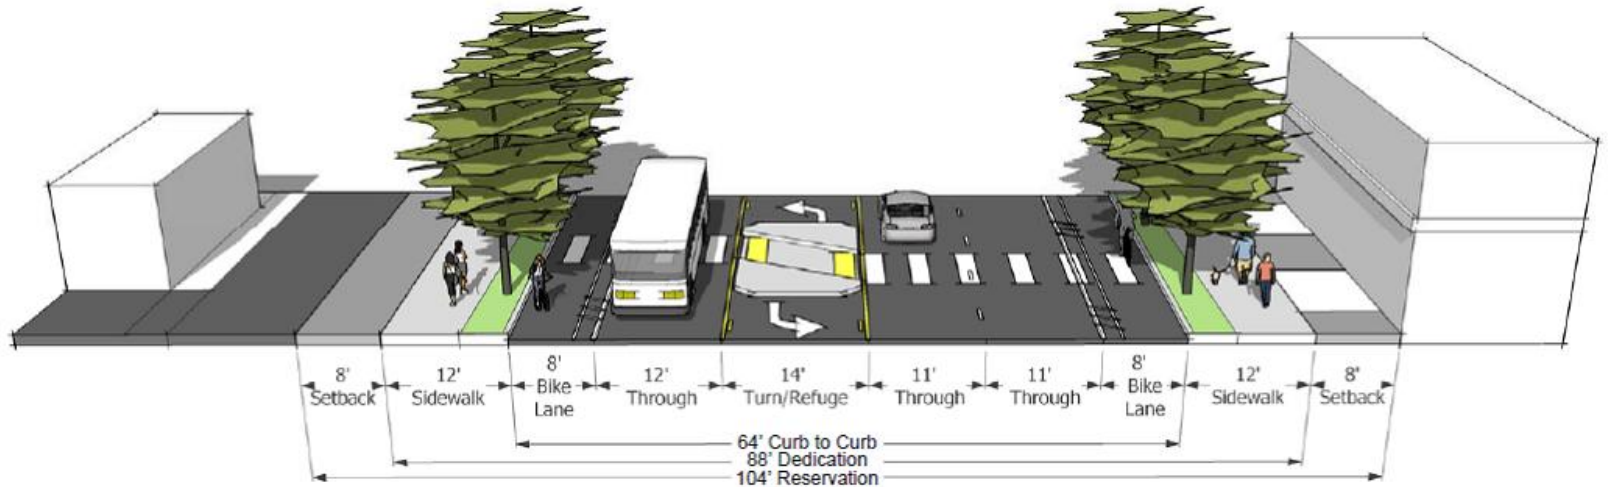 8' Setback
12' Sidewalk
8' Bike Lane
12' Through
14' Turn/Refuge
11' Through
11' Through
8' Bike Lane
12' Sidewalk
8' Setback
64' Curb to Curb
88' Dedication
104' Reservation